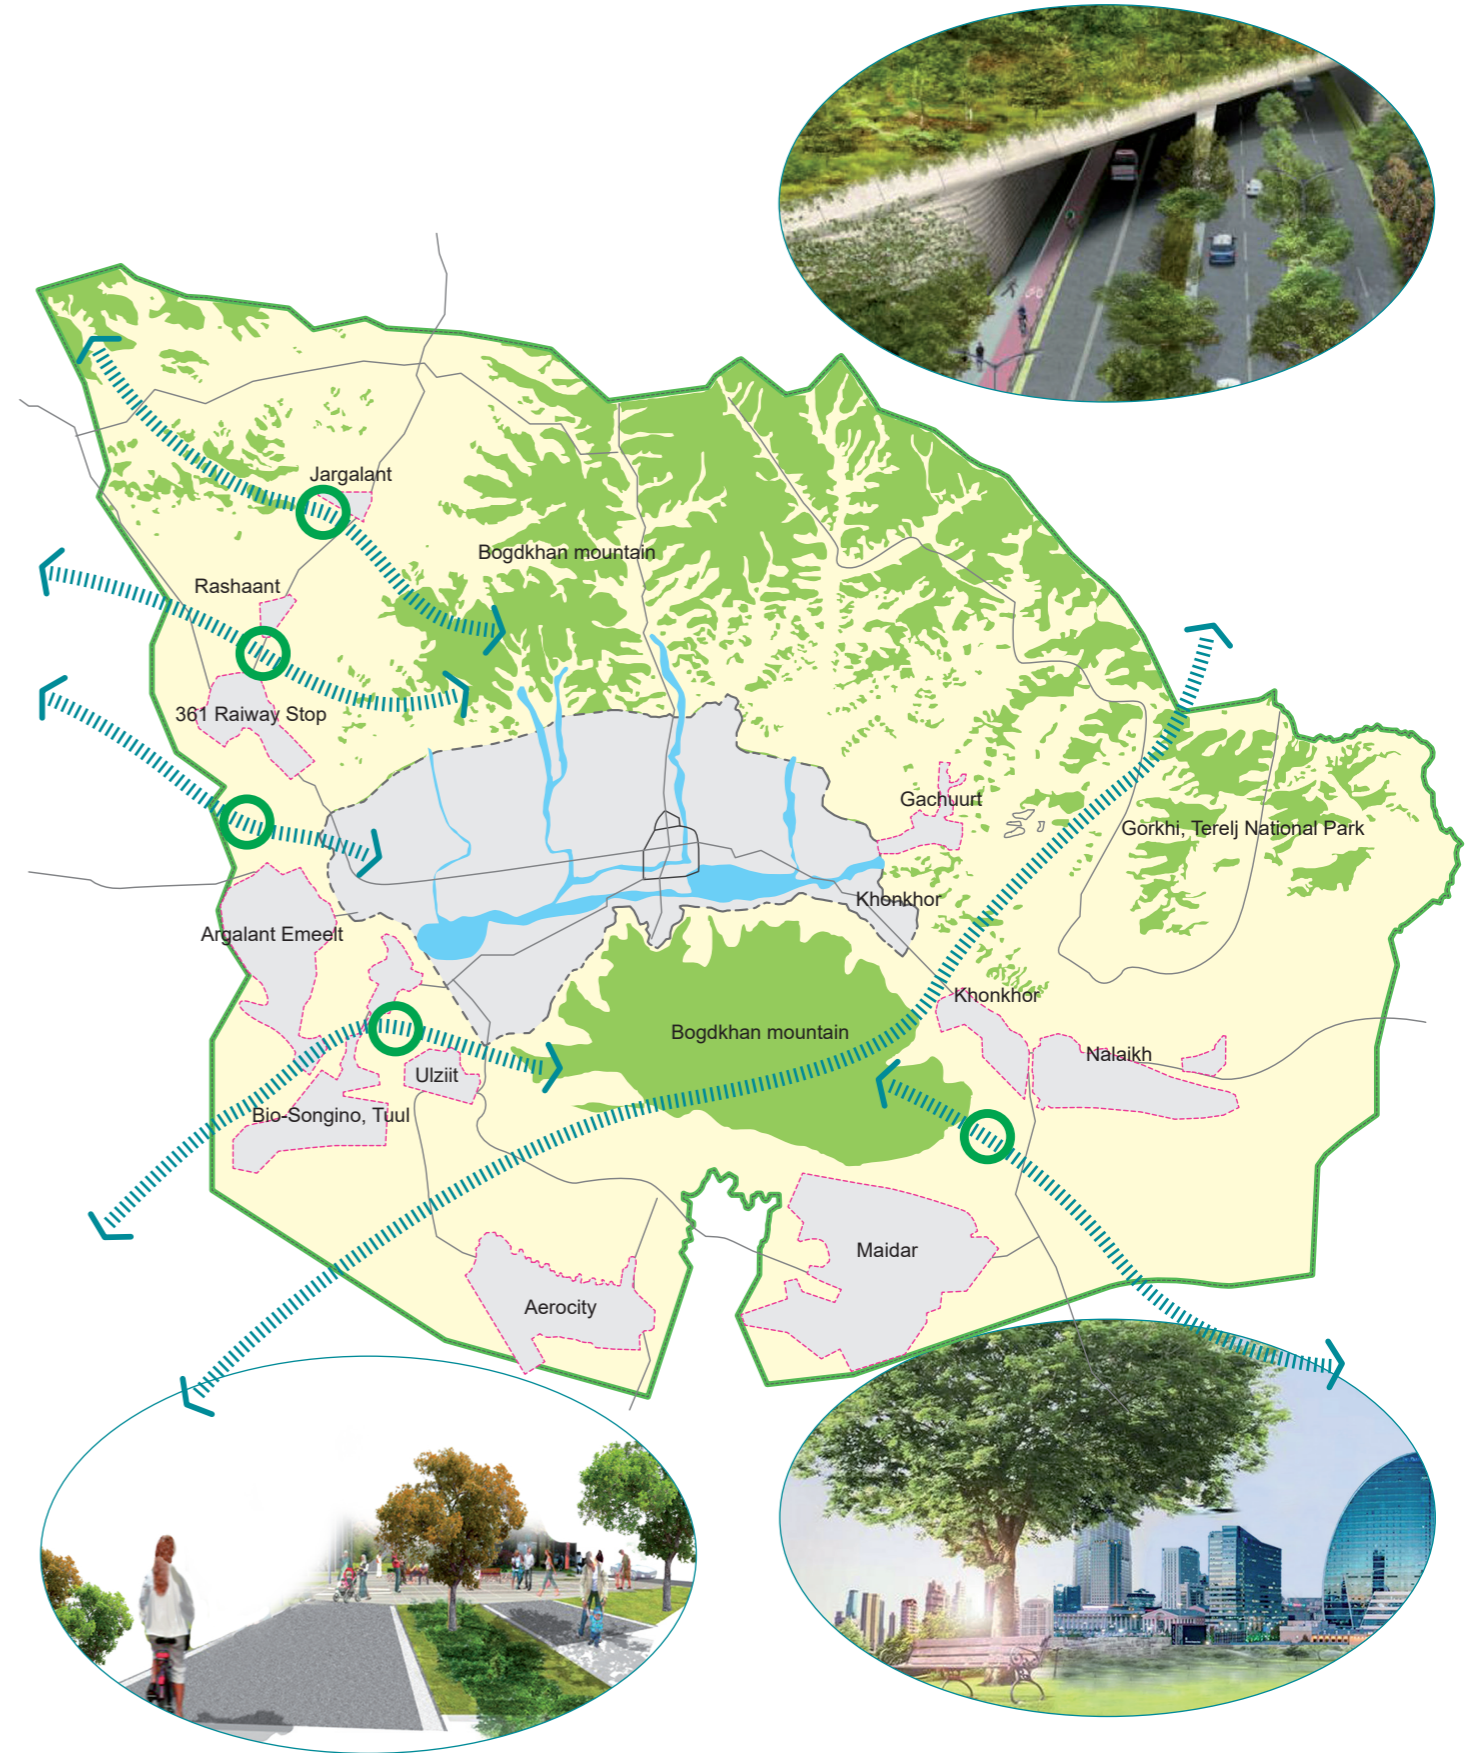 Jargalant
Bogdkhan mountain
Rashaant
361 Raiway Stop
Gachuurt
Gorkhi, Terelj National Park
Khonkhor
Argalant Emeelt
Khonkhor
Bogdkhan mountain
Nalaikh
Ulziit
Bio-Songino, Tuul
Maidar
Aerocity